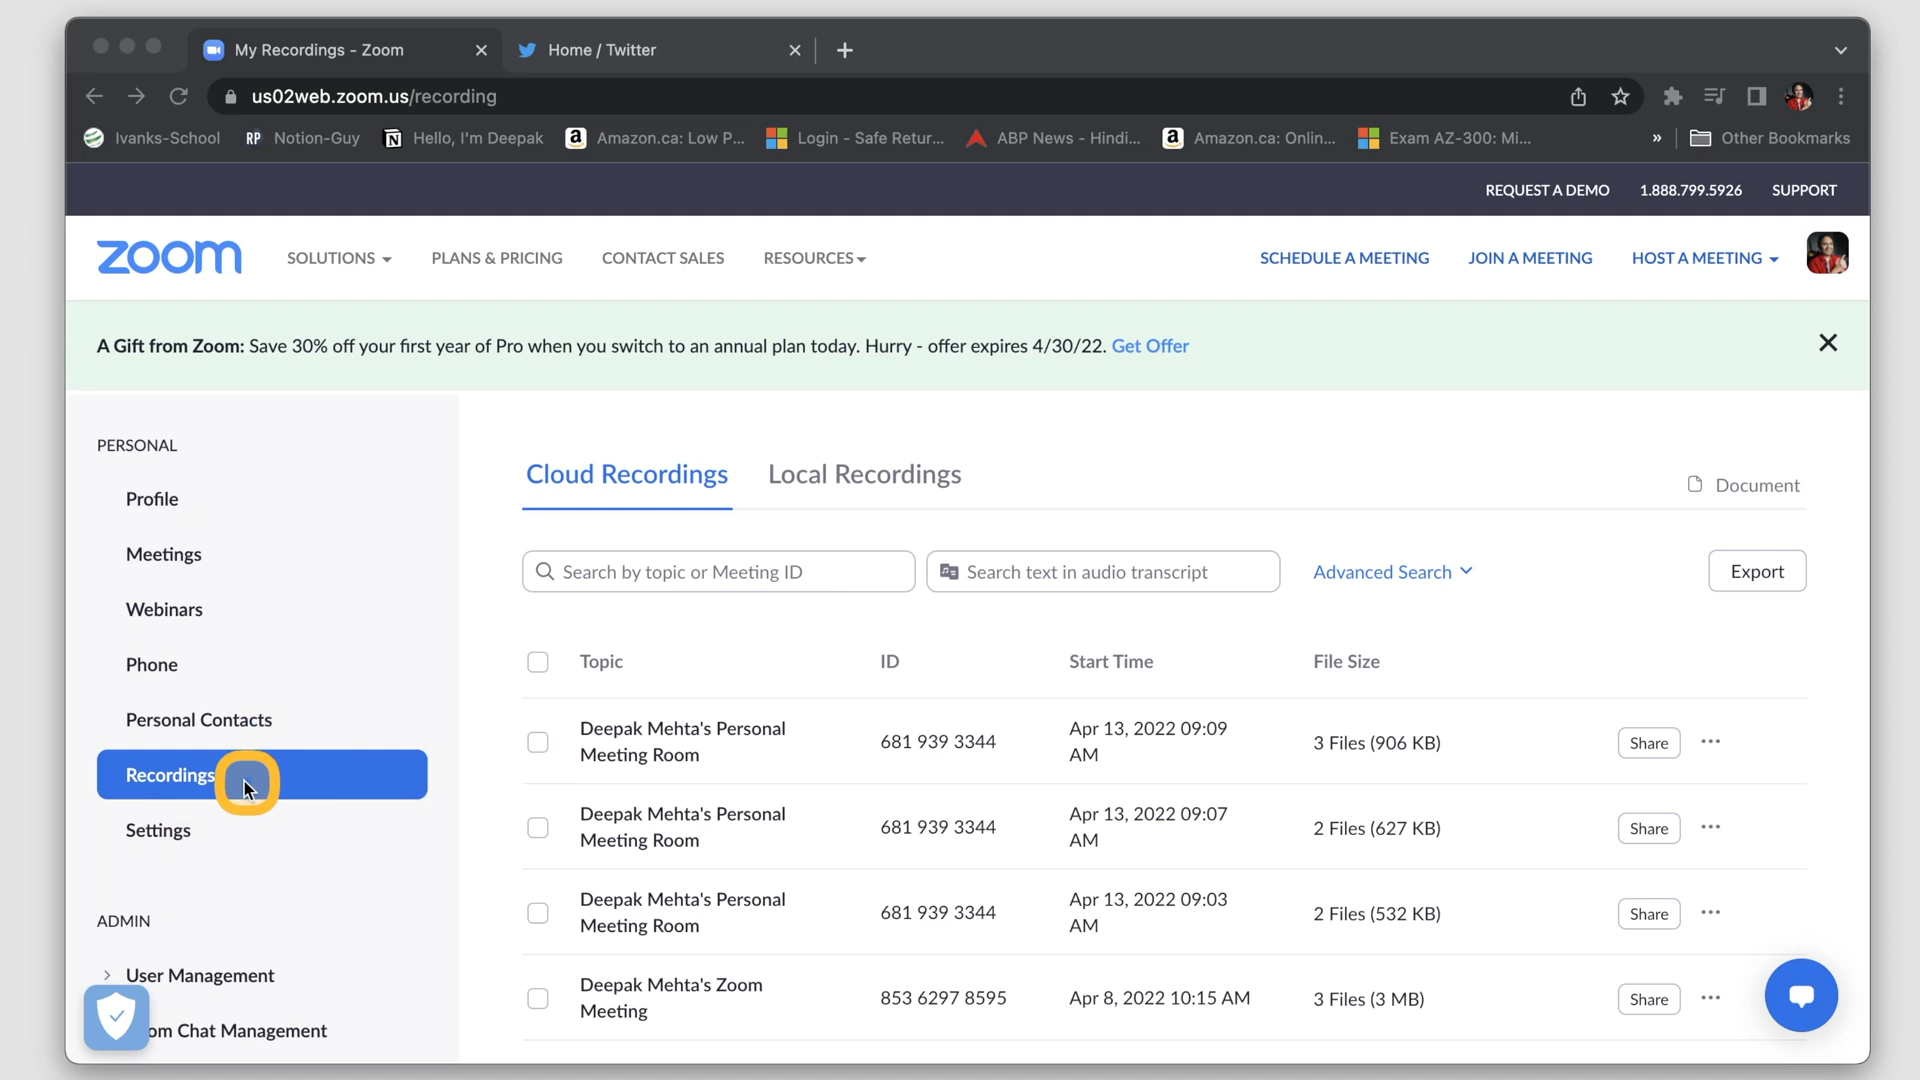 My Recordings - Zoom
Home / Twitter
us02web.zoom.us/recording
Ivanks-School
RP Notion-Guy
Hello, I'm Deepak
Amazon.ca: Low P...
Login - Safe Retur...
ABP News - Hindi...
Amazon.ca: Onlin...
Exam AZ-300: Mi...
»
Other Bookmarks
REQUEST A DEMO
1.888.799.5926
SUPPORT
zoom
SOLUTIONS
PLANS & PRICING
CONTACT SALES
RESOURCES
SCHEDULE A MEETING
JOIN A MEETING
HOST A MEETING
A Gift from Zoom: Save 30% off your first year of Pro when you switch to an annual plan today. Hurry - offer expires 4/30/22. Get Offer
PERSONAL
Profile
Meetings
Webinars
Phone
Personal Contacts
Recordings
Settings
ADMIN
User Management
om Chat Management
Cloud Recordings
Local Recordings
Document
Search by topic or Meeting ID
Search text in audio transcript
Advanced Search
Export
Topic ID Start Time File Size
Deepak Mehta's Personal
Meeting Room
681 939 3344
Apr 13, 2022 09:09
AM
3 Files (906 KB)
Share ...
Deepak Mehta's Personal
Meeting Room
681 939 3344
Apr 13, 2022 09:07
AM
2 Files (627 KB)
Share ...
Deepak Mehta's Personal
Meeting Room
681 939 3344
Apr 13, 2022 09:03
AM
2 Files (532 KB)
Share ...
Deepak Mehta's Zoom
Meeting
853 6297 8595
Apr 8, 2022 10:15 AM
3 Files (3 MB)
Share ...